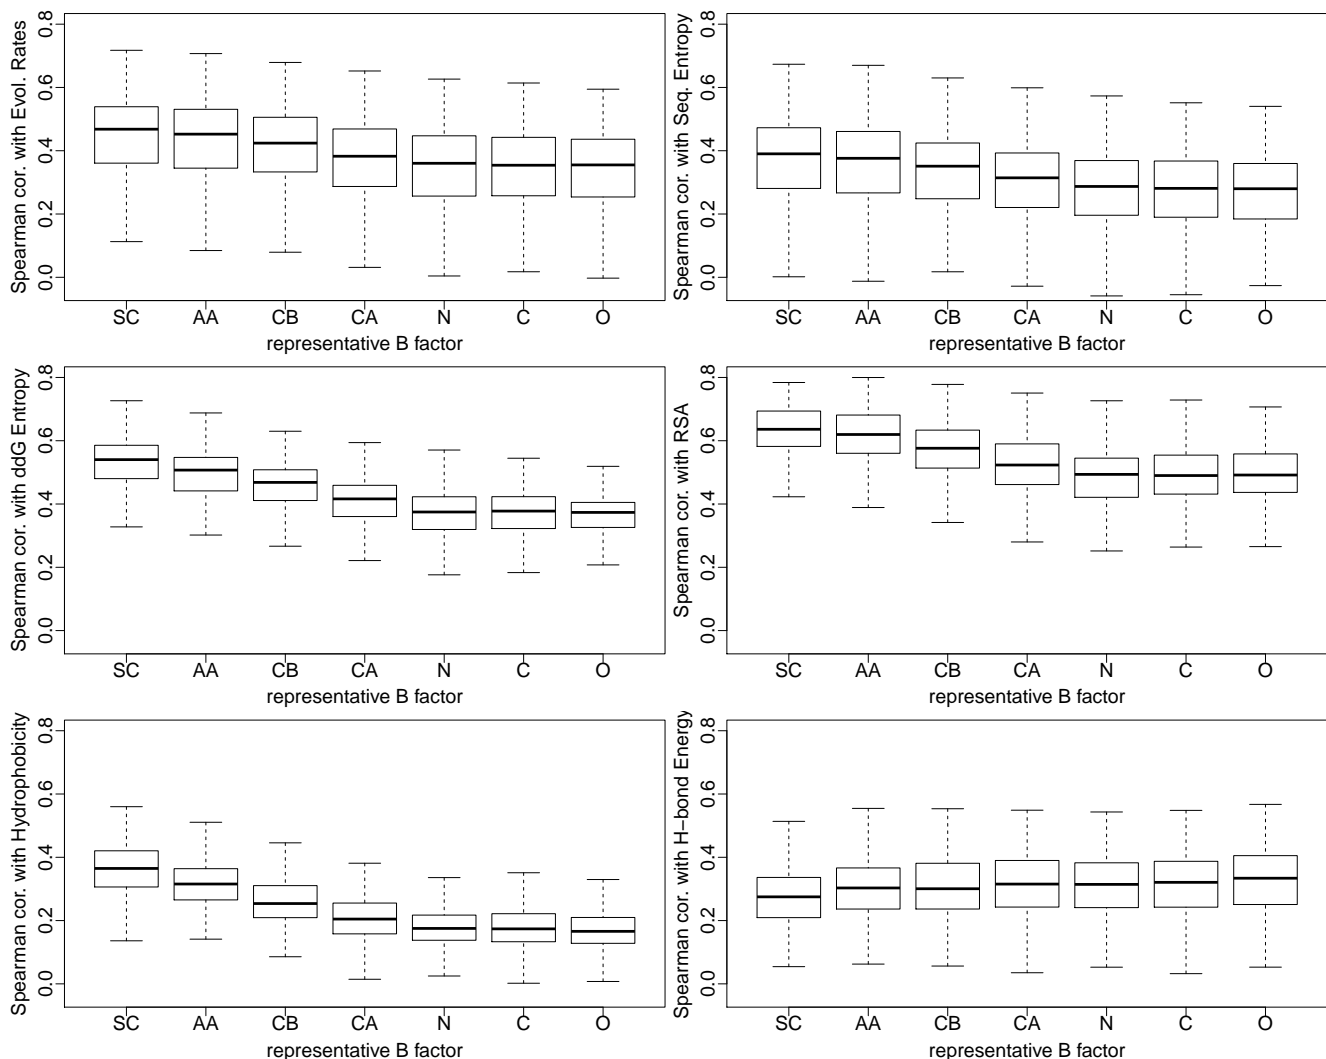 Spearman cor. with Evol. Rates
0.8
0.6
0.4
0.2
0.0
SC AA CB CA N C O
representative B factor
Spearman cor. with Seq. Entropy
0.8
0.6
0.4
0.2
0.0
SC AA CB CA N C O
representative B factor
Spearman cor. with ddG Entropy
0.8
0.6
0.4
0.2
0.0
SC AA CB CA N C O
representative B factor
Spearman cor. with RSA
0.8
0.6
0.4
0.2
0.0
SC AA CB CA N C O
representative B factor
Spearman cor. with Hydrophobicity
0.8
0.6
0.4
0.2
0.0
SC AA CB CA N C O
representative B factor
Spearman cor. with H−bond Energy
0.8
0.6
0.4
0.2
0.0
SC AA CB CA N C O
representative B factor